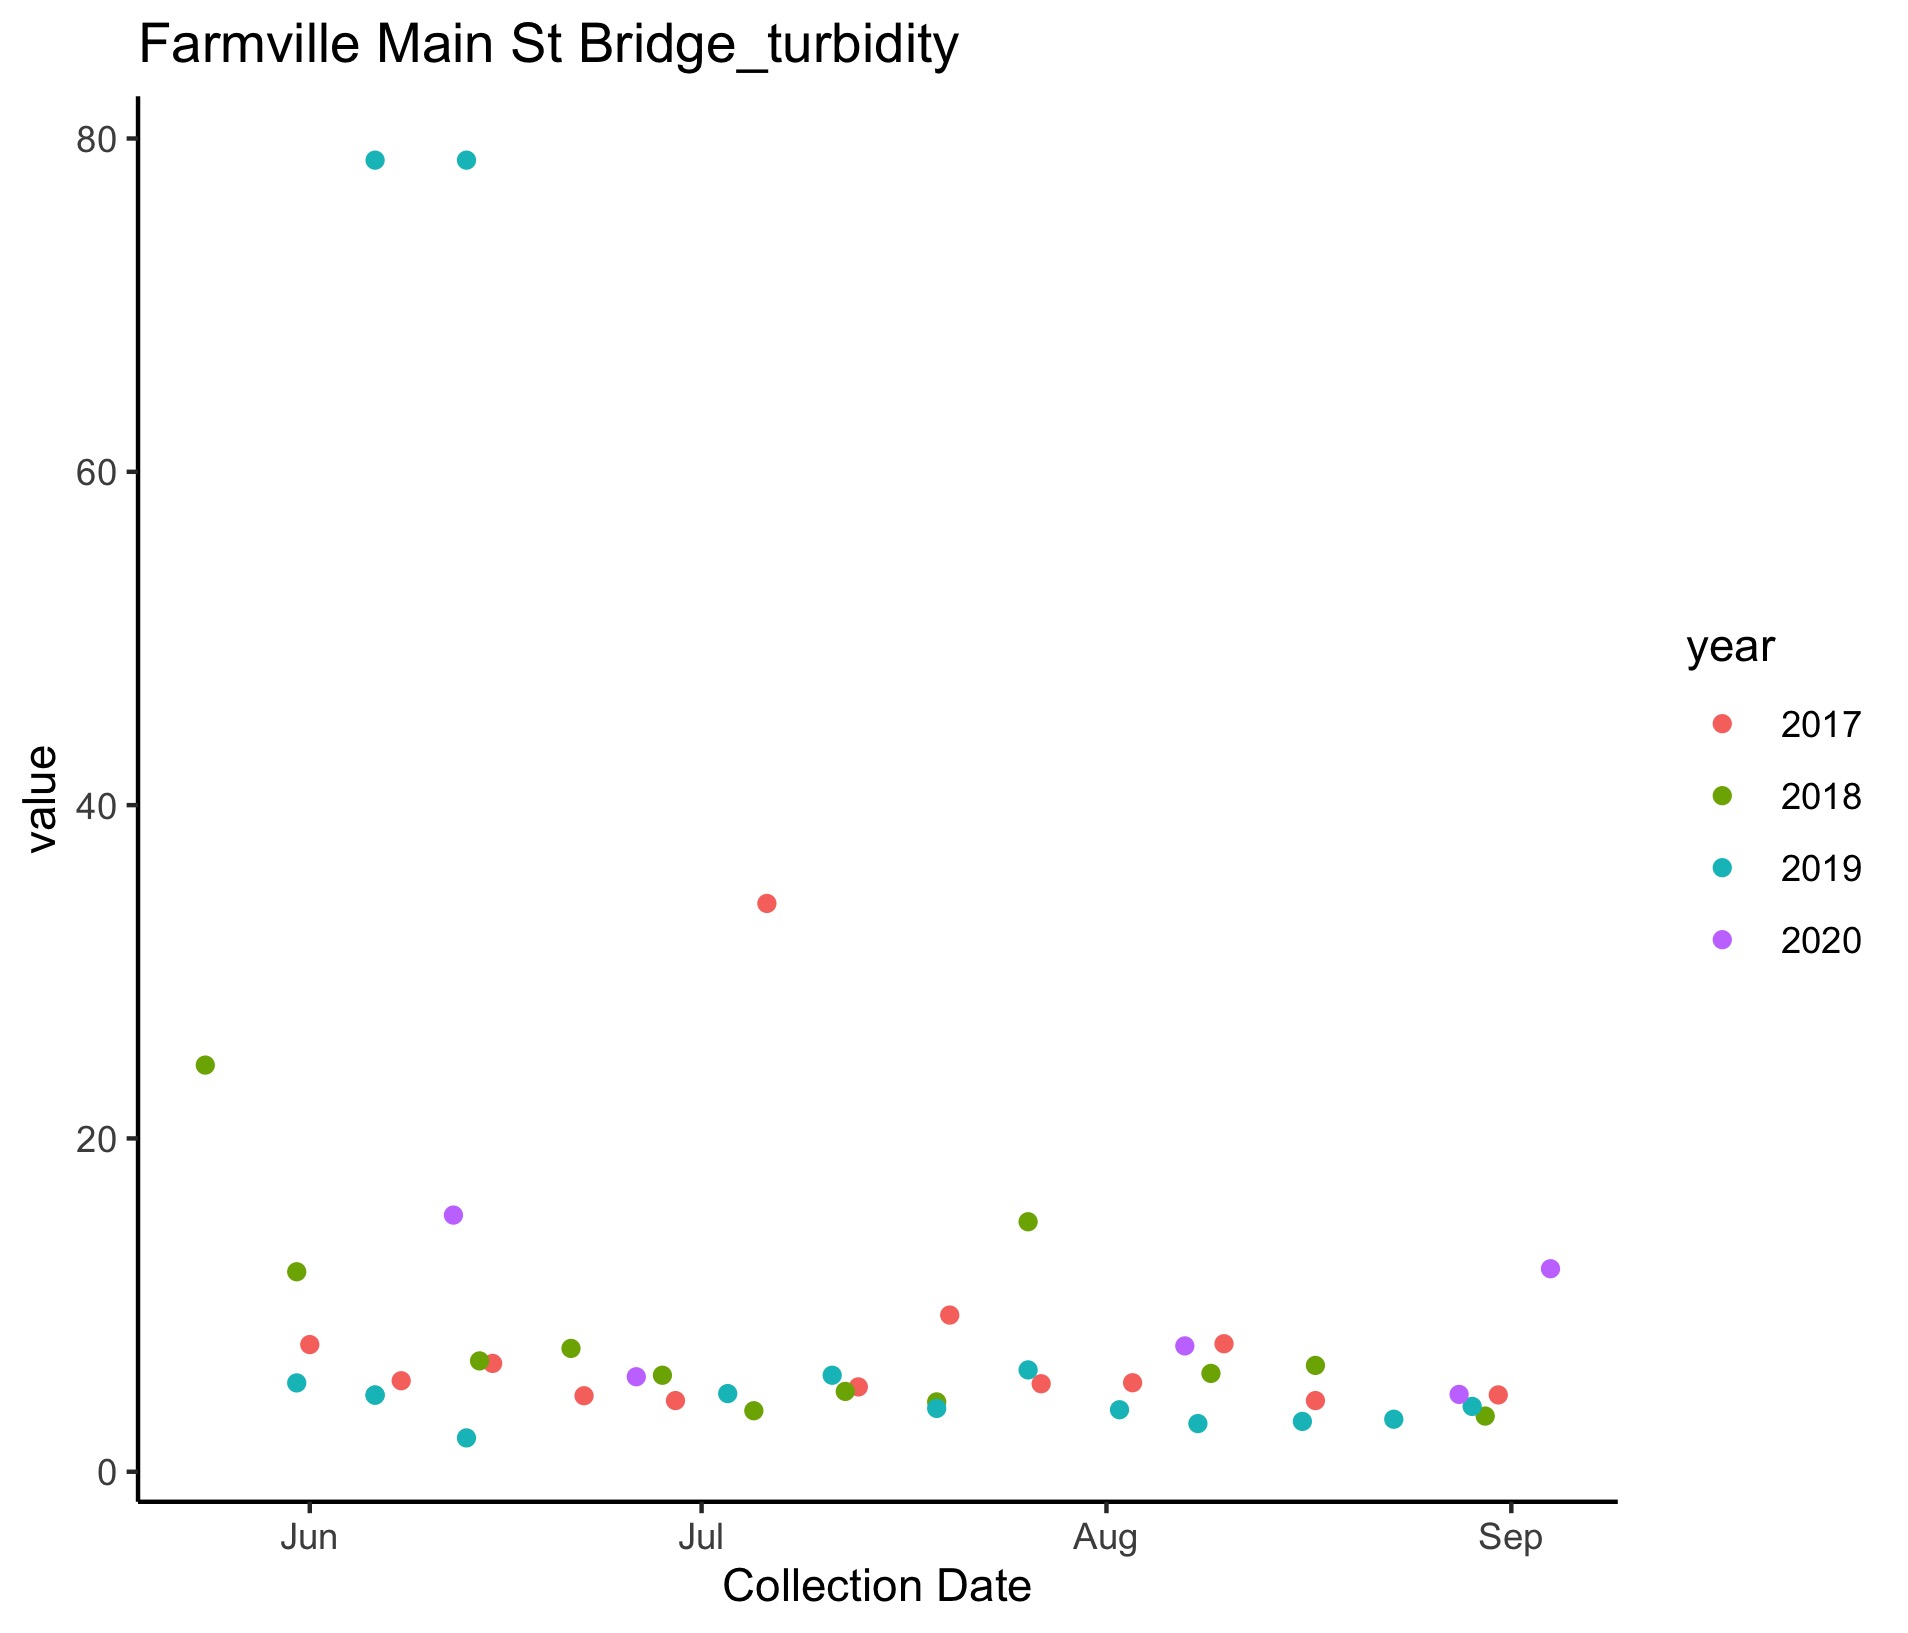 Farmville Main St Bridge_turbidity
80
60
40
20
0
value
Jun Jul Aug Sep
Collection Date
year
2017
2018
2019
2020